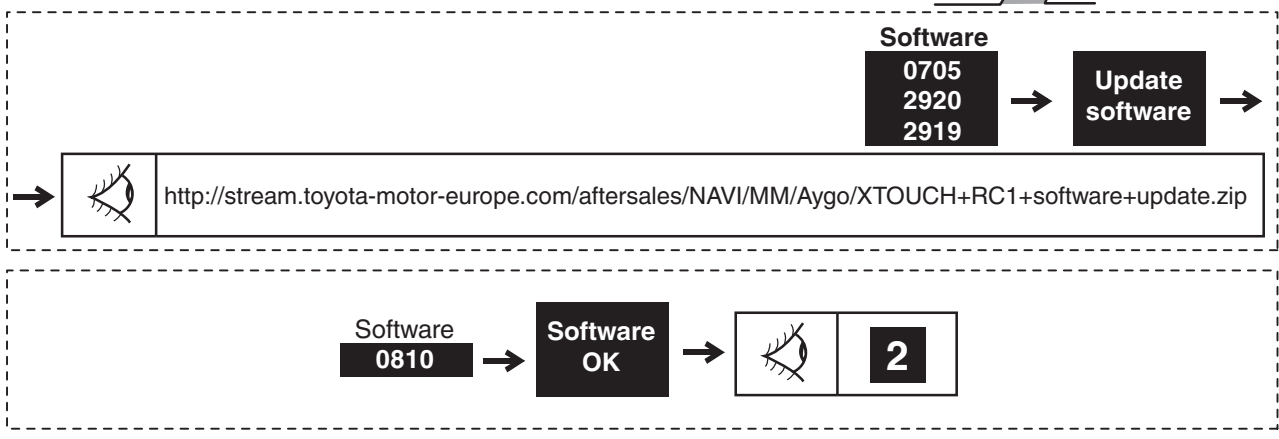 Software
0705
2920
2919
Update
software
http://stream.toyota-motor-europe.com/aftersales/NAVI/MM/Aygo/XTOUCH+RC1+software+update.zip
Software
0810
Software
OK
2